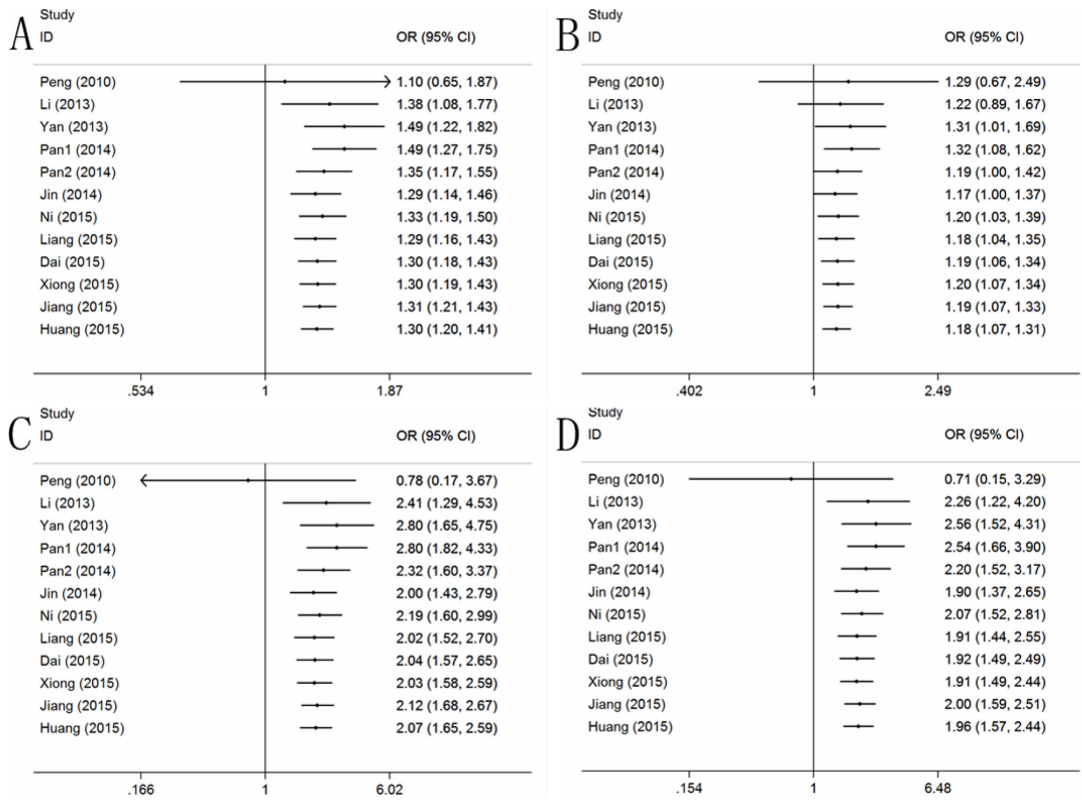 A
Study
ID OR (95% CI)
Peng (2010) 1.10 (0.65, 1.87)
Li (2013) 1.38 (1.08, 1.77)
Yan (2013) 1.49 (1.22, 1.82)
Pan1 (2014) 1.49 (1.27, 1.75)
Pan2 (2014) 1.35 (1.17, 1.55)
Jin (2014) 1.29 (1.14, 1.46)
Ni (2015) 1.33 (1.19, 1.50)
Liang (2015) 1.29 (1.16, 1.43)
Dai (2015) 1.30 (1.18, 1.43)
Xiong (2015) 1.30 (1.19, 1.43)
Jiang (2015) 1.31 (1.21, 1.43)
Huang (2015) 1.30 (1.20, 1.41)
.534 1 1.87
B
Study
ID OR (95% CI)
Peng (2010) 1.29 (0.67, 2.49)
Li (2013) 1.22 (0.89, 1.67)
Yan (2013) 1.31 (1.01, 1.69)
Pan1 (2014) 1.32 (1.08, 1.62)
Pan2 (2014) 1.19 (1.00, 1.42)
Jin (2014) 1.17 (1.00, 1.37)
Ni (2015) 1.20 (1.03, 1.39)
Liang (2015) 1.18 (1.04, 1.35)
Dai (2015) 1.19 (1.06, 1.34)
Xiong (2015) 1.20 (1.07, 1.34)
Jiang (2015) 1.19 (1.07, 1.33)
Huang (2015) 1.18 (1.07, 1.31)
.402 1 2.49
C
Study
ID OR (95% CI)
Peng (2010) 0.78 (0.17, 3.67)
Li (2013) 2.41 (1.29, 4.53)
Yan (2013) 2.80 (1.65, 4.75)
Pan1 (2014) 2.80 (1.82, 4.33)
Pan2 (2014) 2.32 (1.60, 3.37)
Jin (2014) 2.00 (1.43, 2.79)
Ni (2015) 2.19 (1.60, 2.99)
Liang (2015) 2.02 (1.52, 2.70)
Dai (2015) 2.04 (1.57, 2.65)
Xiong (2015) 2.03 (1.58, 2.59)
Jiang (2015) 2.12 (1.68, 2.67)
Huang (2015) 2.07 (1.65, 2.59)
.166 1 6.02
D
Study
ID OR (95% CI)
Peng (2010) 0.71 (0.15, 3.29)
Li (2013) 2.26 (1.22, 4.20)
Yan (2013) 2.56 (1.52, 4.31)
Pan1 (2014) 2.54 (1.66, 3.90)
Pan2 (2014) 2.20 (1.52, 3.17)
Jin (2014) 1.90 (1.37, 2.65)
Ni (2015) 2.07 (1.52, 2.81)
Liang (2015) 1.91 (1.44, 2.55)
Dai (2015) 1.92 (1.49, 2.49)
Xiong (2015) 1.91 (1.49, 2.44)
Jiang (2015) 2.00 (1.59, 2.51)
Huang (2015) 1.96 (1.57, 2.44)
.154 1 6.48